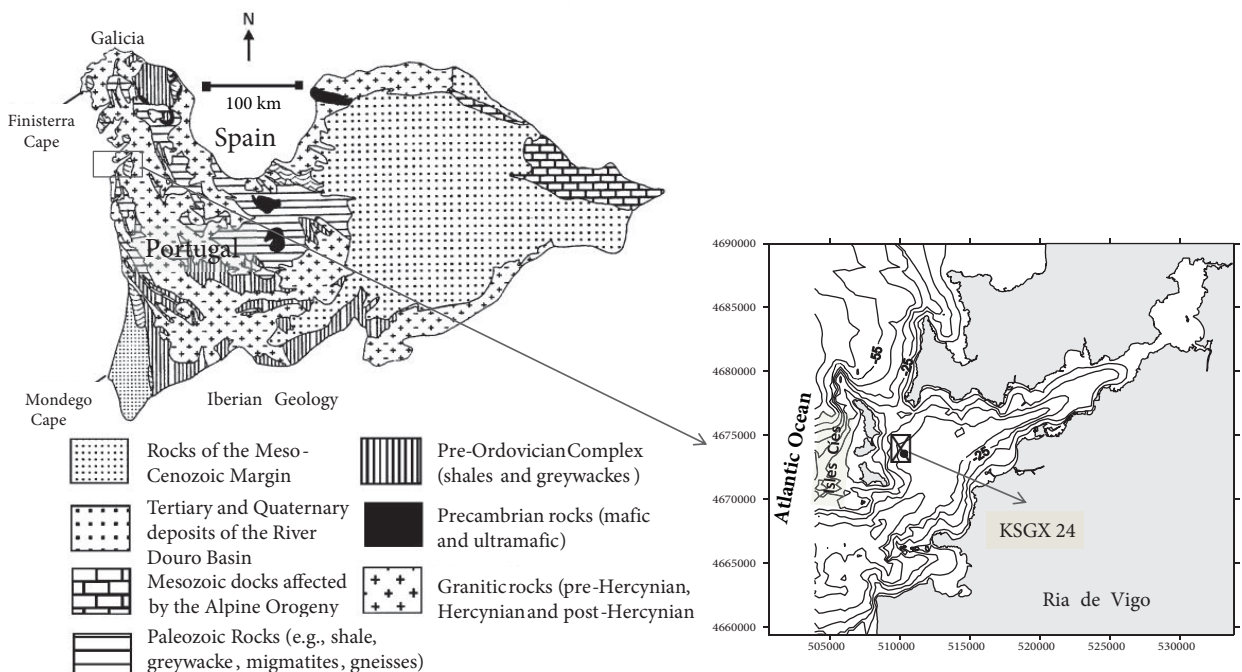 N
Galicia
100 km
Finisterra
Cape
Spain
Portugal
Mondego
Cape
Iberian Geology
Rocks of the Meso-
Cenozoic Margin
Tertiary and Quaternary
deposits of the River
Douro Basin
Mesozoic docks affected
by the Alpine Orogeny
Paleozoic Rocks (e.g., shale,
greywacke, migmatites, gneisses)
Pre-Ordovician Complex
(shales and greywackes)
Precambrian rocks (mafic
and ultramafic)
Granitic rocks (pre-Hercynian,
Hercynian and post-Hercynian
4690000
4685000
4680000
4675000
4670000
4665000
4660000
Atlantic Ocean
Isles Cíes
-55
-25
-25
KSGX 24
Ria de Vigo
505000 510000 515000 520000 525000 530000